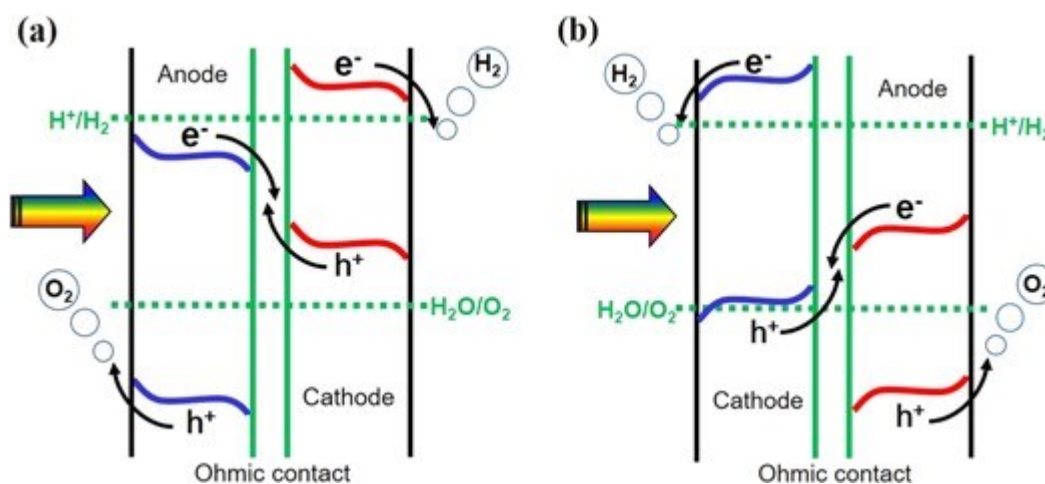 (a)
Anode
e⁻
H₂
H⁺/H₂
e⁻
h⁺
O₂
H₂O/O₂
h⁺
Cathode
Ohmic contact
(b)
H₂
e⁻
Anode
H⁺/H₂
e⁻
H₂O/O₂
h⁺
O₂
Cathode
h⁺
Ohmic contact